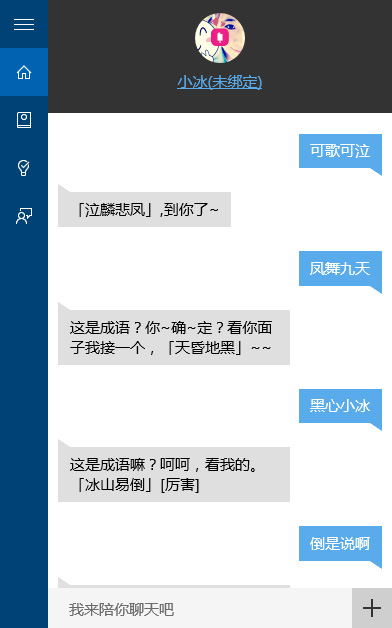 小冰(未绑定)
可歌可泣
「泣麟悲凤」,到你了~
凤舞九天
这是成语？你~确~定？看你面
子我接一个，「天昏地黑」~~
黑心小冰
这是成语嘛？呵呵，看我的。
「冰山易倒」[厉害]
倒是说啊
我来陪你聊天吧